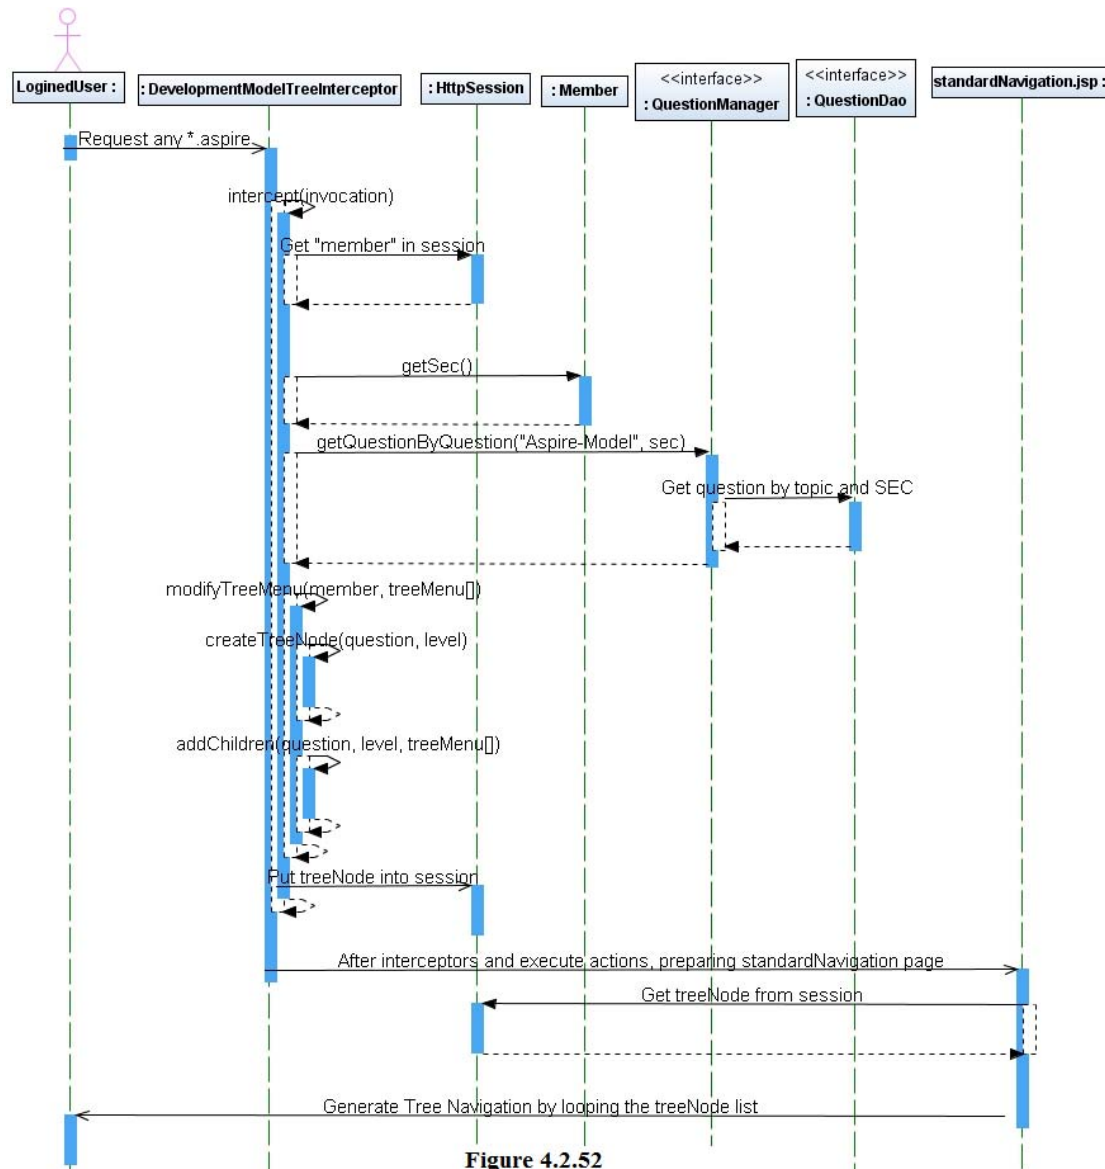 LoginedUser :
: DevelopmentModelTreeInterceptor
: HttpSession
: Member
<<interface>>
: QuestionManager
<<interface>>
: QuestionDao
standardNavigation.jsp :
Request any *.aspire
intercept(invocation)
Get "member" in session
getSec()
getQuestionByQuestion("Aspire-Model", sec)
Get question by topic and SEC
modifyTreeMenu(member, treeMenu[])
createTreeNode(question, level)
addChildren(question, level, treeMenu[])
Put treeNode into session
After interceptors and execute actions, preparing standardNavigation page
Get treeNode from session
Generate Tree Navigation by looping the treeNode list
Figure 4.2.52